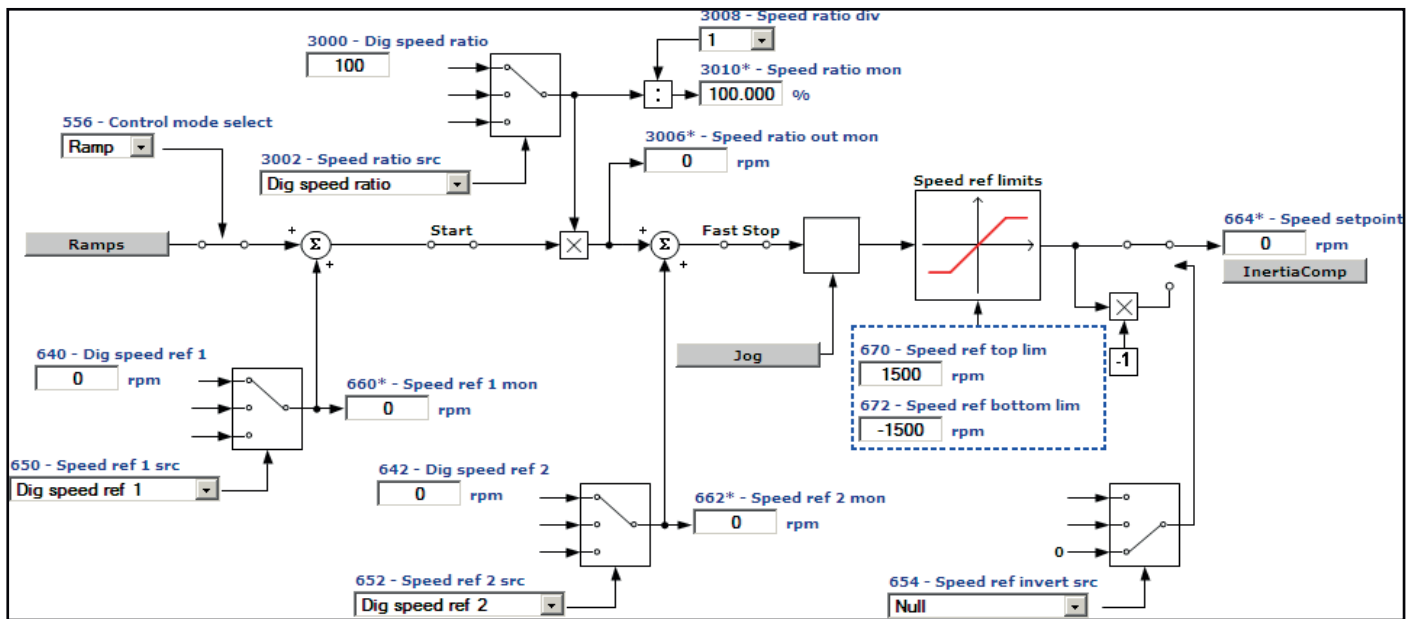 3008 - Speed ratio div
1
3000 - Dig speed ratio
100
3010* - Speed ratio mon
:
100.000 %
556 - Control mode select
Ramp
3006* - Speed ratio out mon
0 rpm
3002 - Speed ratio src
Dig speed ratio
Speed ref limits
664* - Speed setpoint
0 rpm
InertiaComp
Ramps
+
Σ
+
Start
×
+
Σ
+
Fast Stop
×
-1
640 - Dig speed ref 1
0 rpm
660* - Speed ref 1 mon
0 rpm
Jog
670 - Speed ref top lim
1500 rpm
672 - Speed ref bottom lim
-1500 rpm
650 - Speed ref 1 src
Dig speed ref 1
642 - Dig speed ref 2
0 rpm
662* - Speed ref 2 mon
0 rpm
0
652 - Speed ref 2 src
Dig speed ref 2
654 - Speed ref invert src
Null